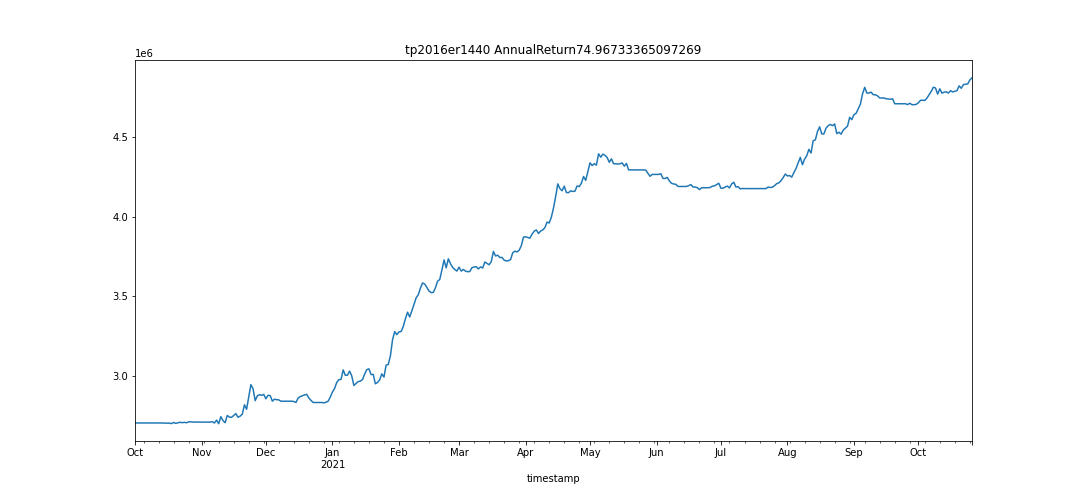 tp2016er1440 AnnualReturn74.96733365097269
1e6
4.5
4.0
3.5
3.0
Oct Nov Dec Jan Feb Mar Apr May Jun Jul Aug Sep Oct
2021
timestamp